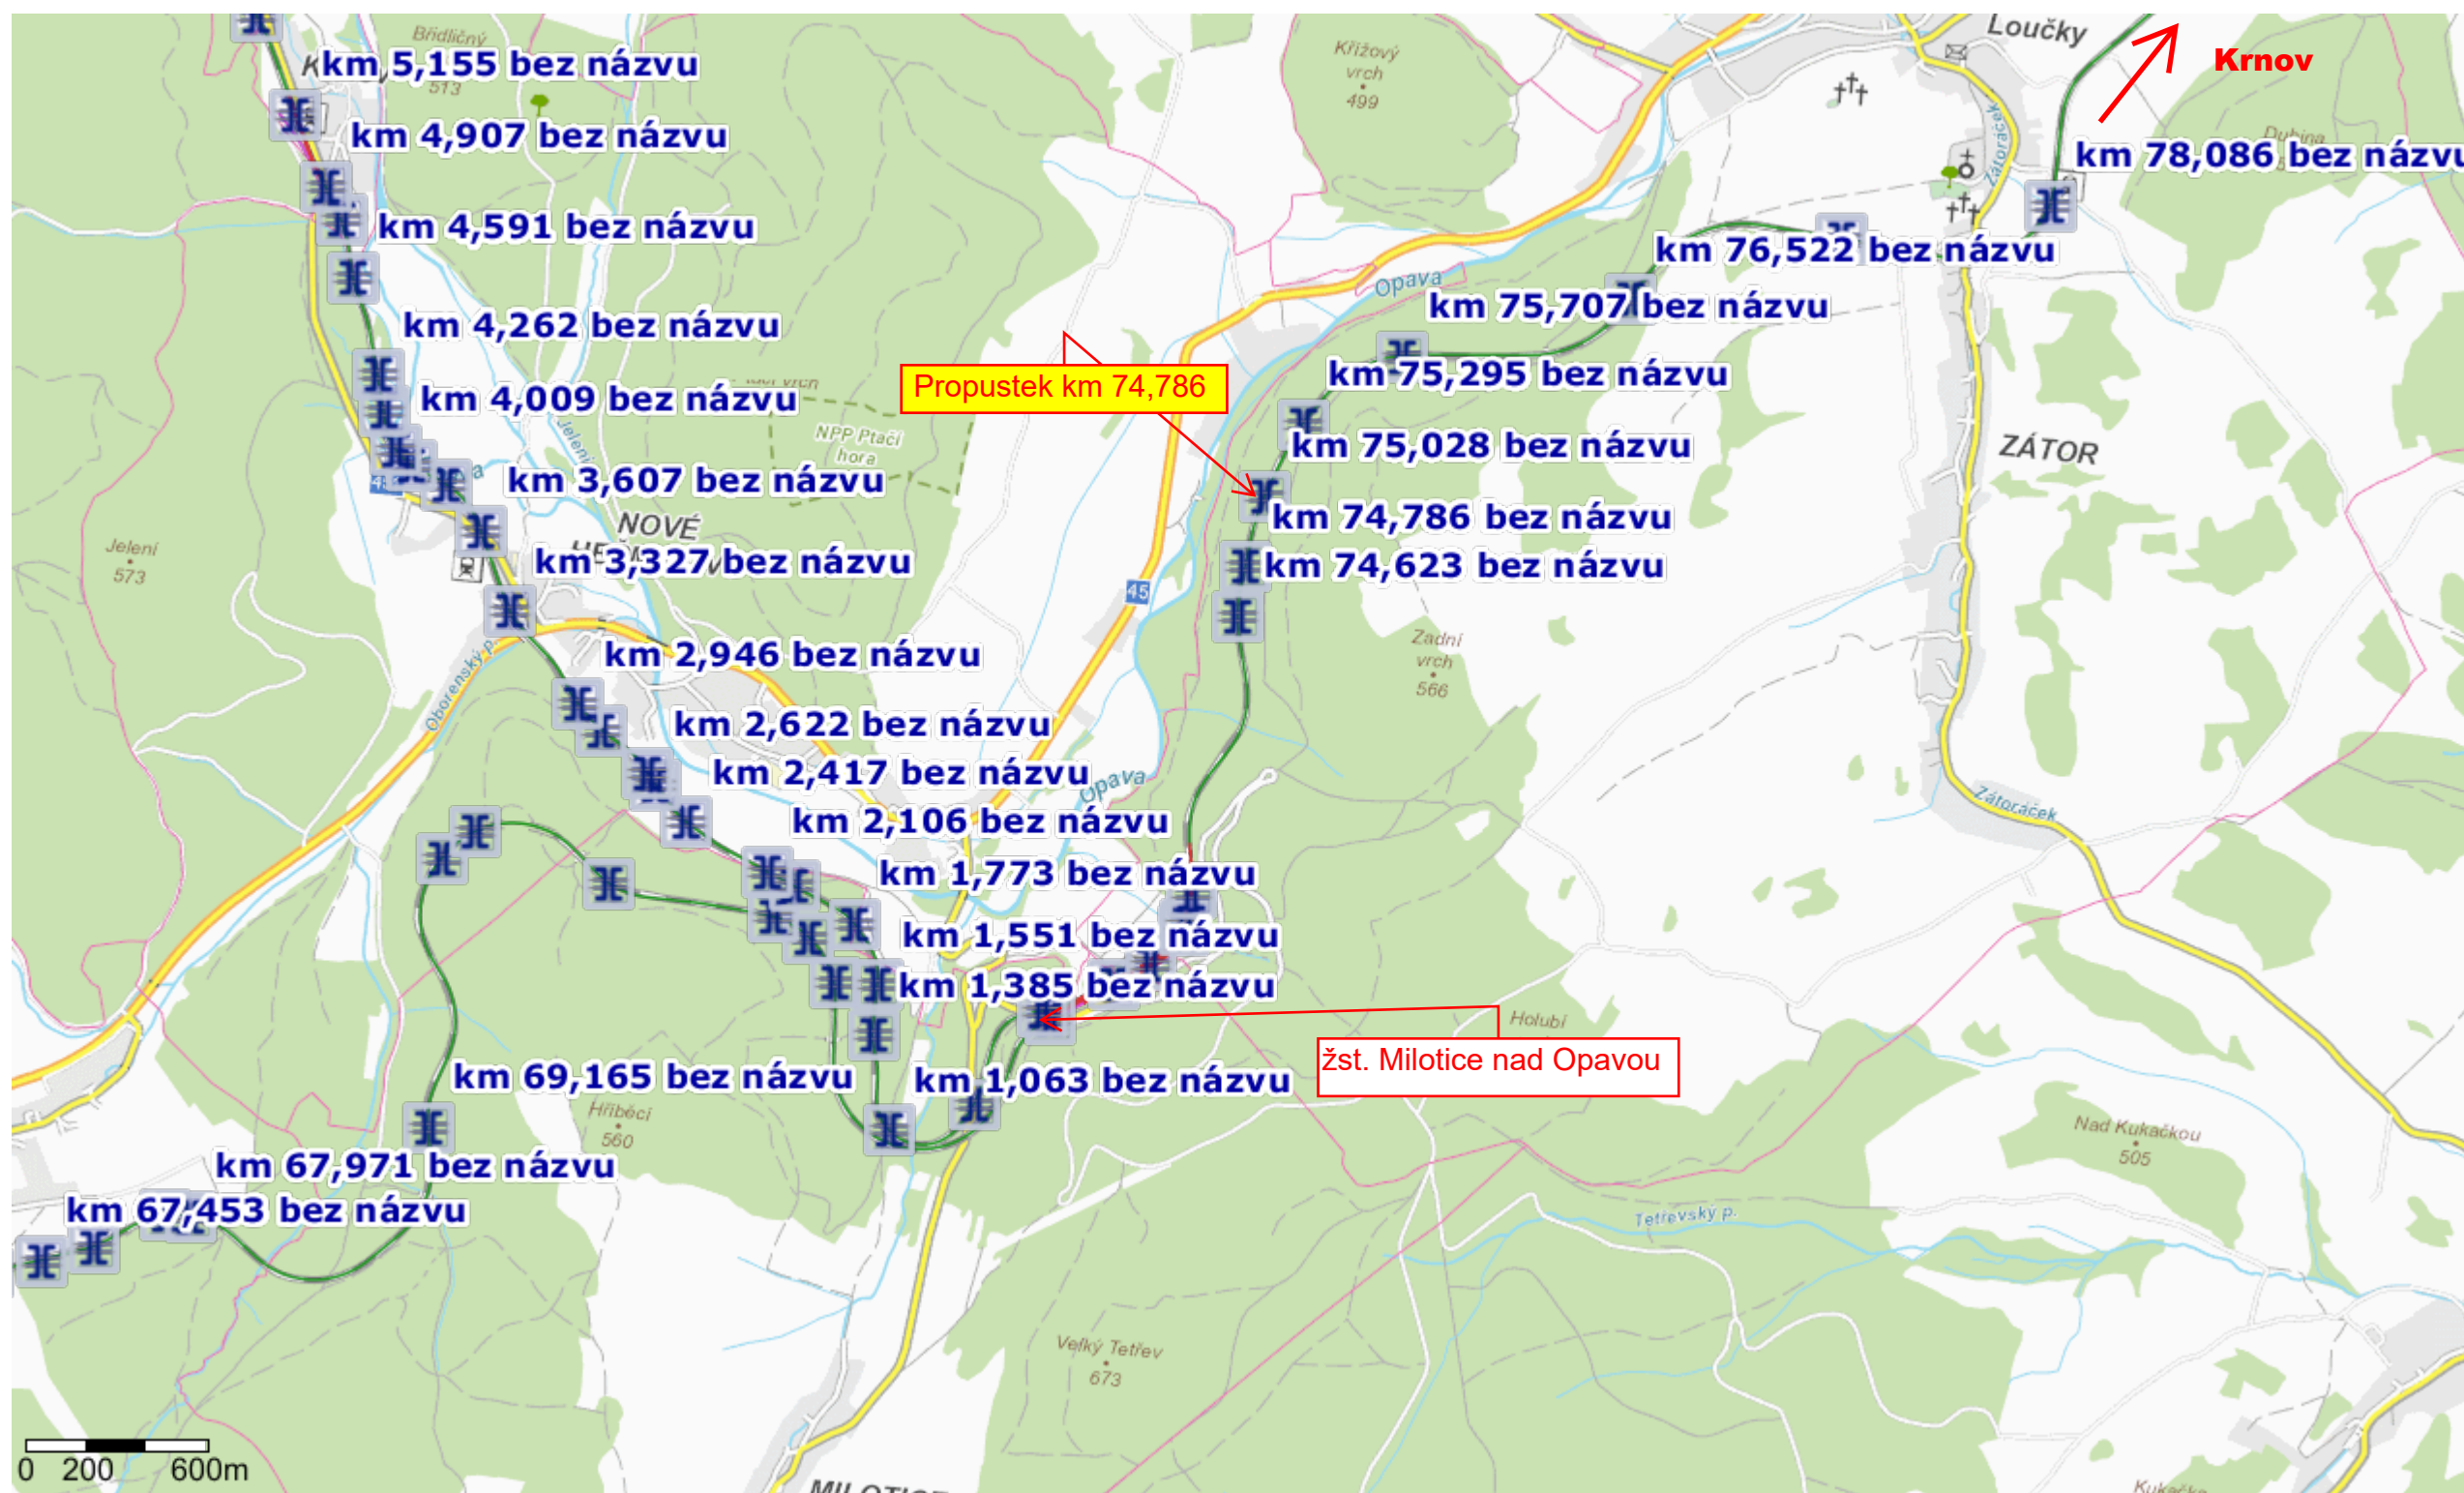 Břidličný
513
km 5,155 bez názvu
km 4,907 bez názvu
km 4,591 bez názvu
km 4,262 bez názvu
km 4,009 bez názvu
km 3,607 bez názvu
km 3,327 bez názvu
km 2,946 bez názvu
km 2,622 bez názvu
km 2,417 bez názvu
km 2,106 bez názvu
km 1,773 bez názvu
km 1,551 bez názvu
km 1,385 bez názvu
km 1,063 bez názvu
km 69,165 bez názvu
km 67,971 bez názvu
km 67,453 bez názvu
Křížový
vrch
499
Loučky
Krnov
Dubina
km 78,086 bez názvu
km 76,522 bez názvu
km 75,707 bez názvu
km 75,295 bez názvu
km 75,028 bez názvu
km 74,786 bez názvu
km 74,623 bez názvu
Propustek km 74,786
Opava
Zátoráček
ZÁTOR
NPP Ptačí
hora
NOVÉ
Jelení
573
45
Oborenský p.
Zadní
vrch
566
Opava
Zátoráček
Holubí
žst. Milotice nad Opavou
Hříběcí
560
Nad Kukačkou
505
Tetřevský p.
Velký Tetřev
673
0 200 600m